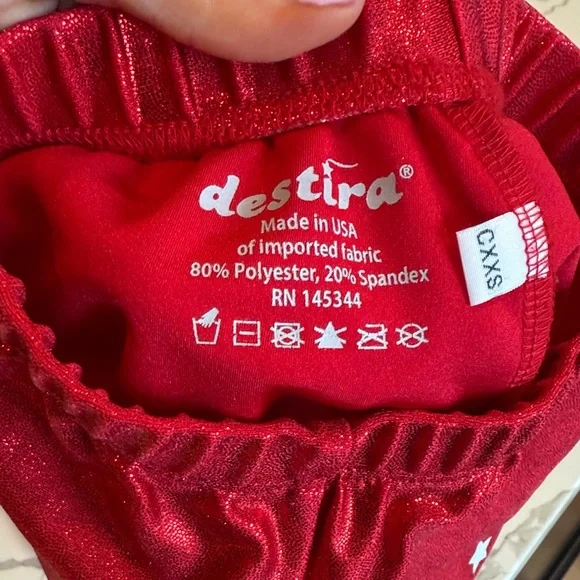 destira®
Made in USA
of imported fabric
80% Polyester, 20% Spandex
RN 145344
CXXS